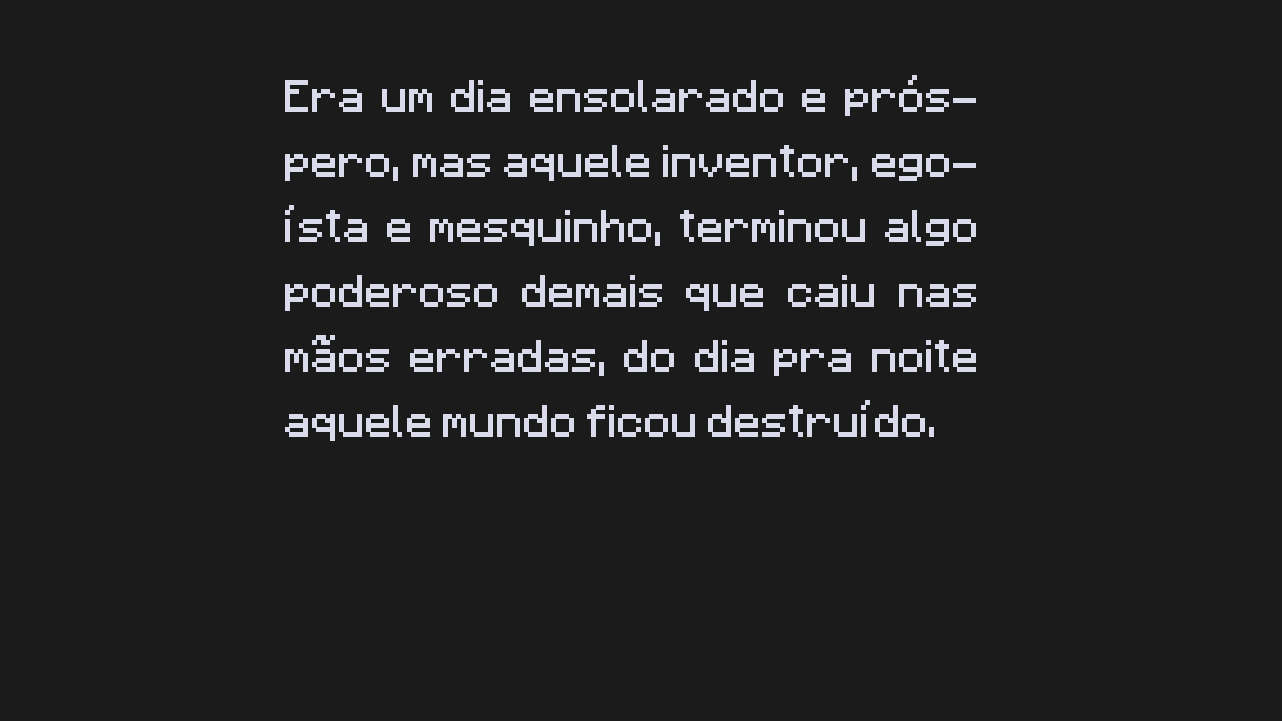 Era um dia ensolarado e prós-
pero, mas aquele inventor, ego-
ísta e mesquinho, terminou algo
poderoso demais que caiu nas
mãos erradas, do dia pra noite
aquele mundo ficou destruído.